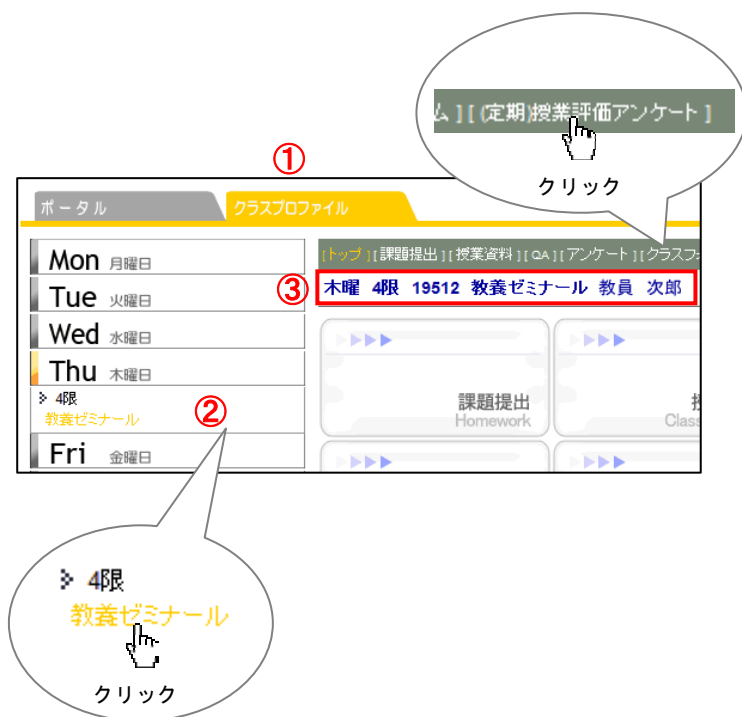 ム ] [ (定期)授業評価アンケート ]
クリック
①
ポータル
クラスプロファイル
Mon 月曜日
Tue 火曜日
Wed 水曜日
Thu 木曜日
4限
教養ゼミナール
②
Fri 金曜日
[トップ] [課題提出] [授業資料] [QA] [アンケート] [クラスフォ
③
木曜 4限 19512 教養ゼミナール 教員 次郎
課題提出
Homework
Class
4限
教養ゼミナール
クリック